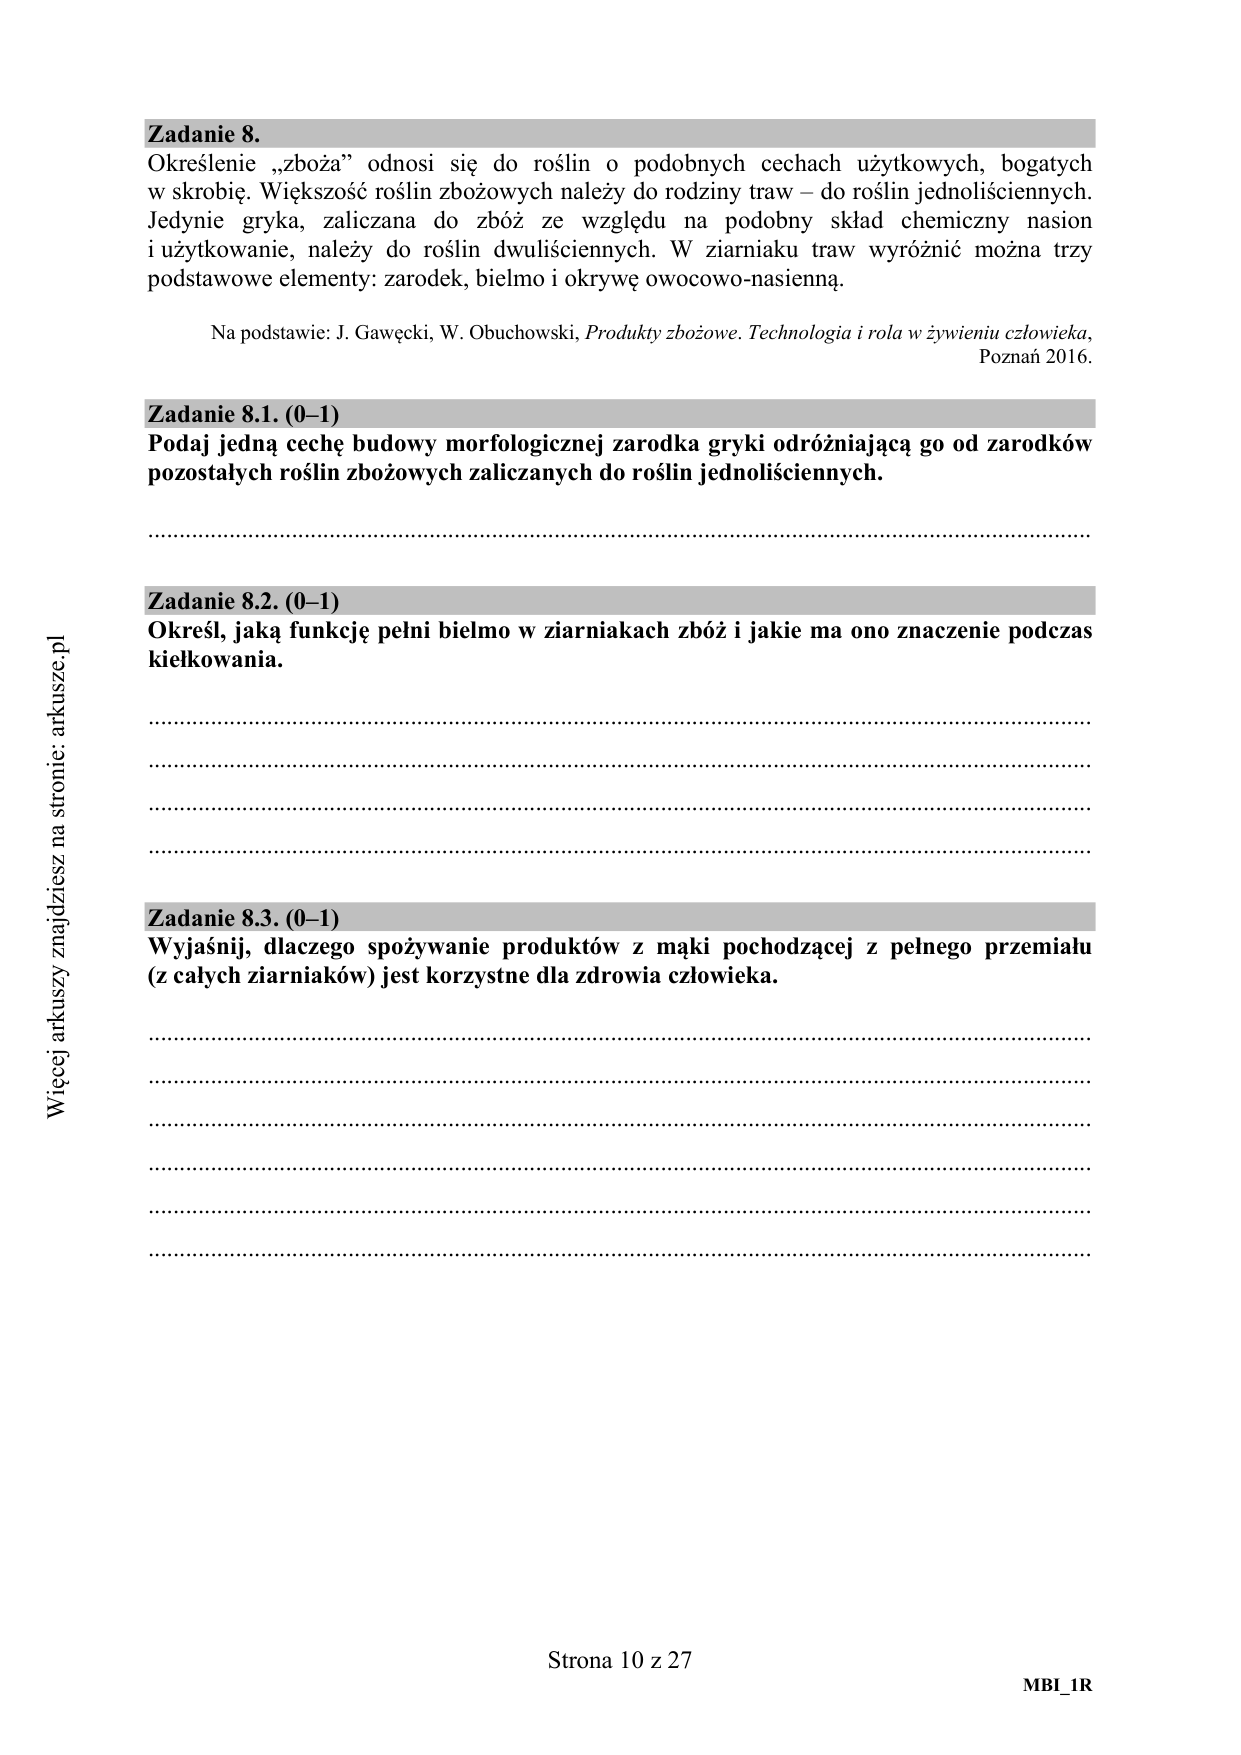 Zadanie 8.
Określenie „zboża” odnosi się do roślin o podobnych cechach użytkowych, bogatych
w skrobię. Większość roślin zbożowych należy do rodziny traw – do roślin jednoliściennych.
Jedynie gryka, zaliczana do zbóż ze względu na podobny skład chemiczny nasion
i użytkowanie, należy do roślin dwuliściennych. W ziarniaku traw wyróżnić można trzy
podstawowe elementy: zarodek, bielmo i okrywę owocowo-nasienną.
Na podstawie: J. Gawęcki, W. Obuchowski, Produkty zbożowe. Technologia i rola w żywieniu człowieka,
Poznań 2016.
Zadanie 8.1. (0–1)
Podaj jedną cechę budowy morfologicznej zarodka gryki odróżniającą go od zarodków
pozostałych roślin zbożowych zaliczanych do roślin jednoliściennych.
Zadanie 8.2. (0–1)
Określ, jaką funkcję pełni bielmo w ziarniakach zbóż i jakie ma ono znaczenie podczas
kiełkowania.
Zadanie 8.3. (0–1)
Wyjaśnij, dlaczego spożywanie produktów z mąki pochodzącej z pełnego przemiału
(z całych ziarniaków) jest korzystne dla zdrowia człowieka.
Więcej arkuszy znajdziesz na stronie: arkusze.pl
Strona 10 z 27
MBI_1R